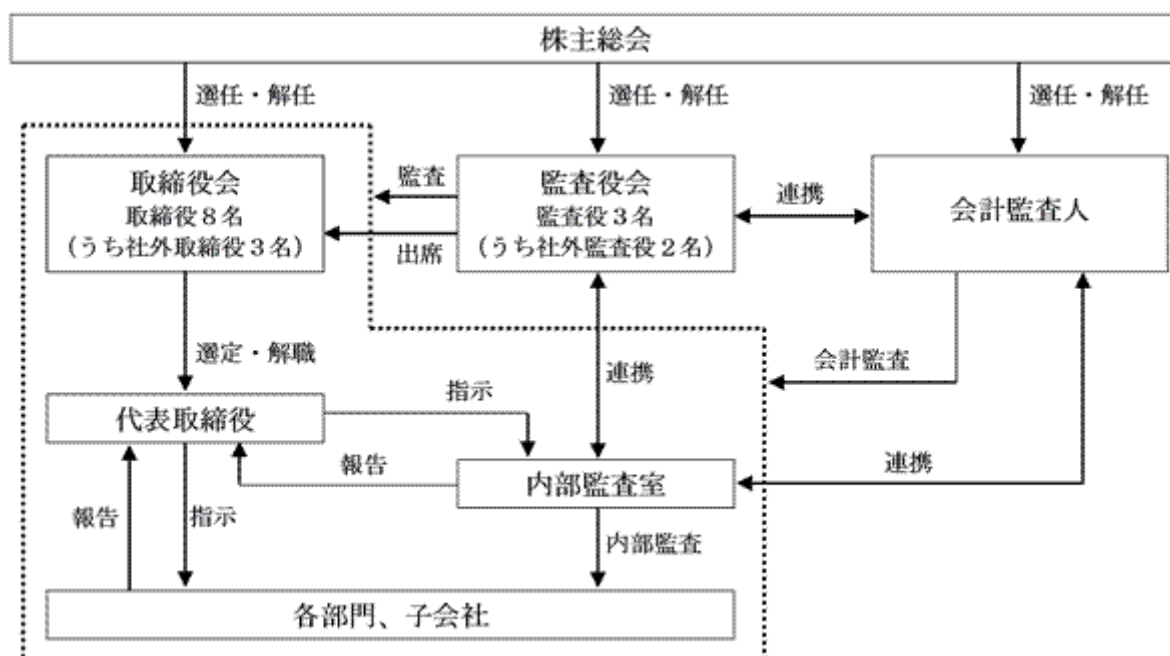 株主総会
選任・解任
選任・解任
選任・解任
取締役会
取締役８名
（うち社外取締役３名）
監査
出席
監査役会
監査役３名
（うち社外監査役２名）
連携
会計監査人
選定・解職
連携
会計監査
代表取締役
指示
報告
内部監査室
連携
報告
指示
内部監査
各部門、子会社